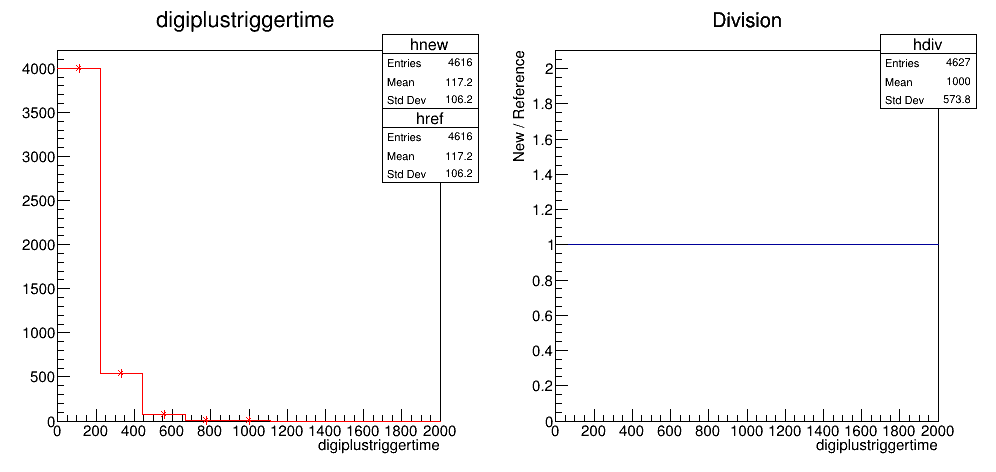 digiplustriggertime
hnew
Entries 4616
Mean 117.2
Std Dev 106.2
href
Entries 4616
Mean 117.2
Std Dev 106.2
4000
3500
3000
2500
2000
1500
1000
500
0
0 200 400 600 800 1000 1200 1400 1600 1800 2000
digiplustriggertime
Division
hdiv
Entries 4627
Mean 1000
Std Dev 573.8
New / Reference
2
1.8
1.6
1.4
1.2
1
0.8
0.6
0.4
0.2
0
0 200 400 600 800 1000 1200 1400 1600 1800 2000
digiplustriggertime